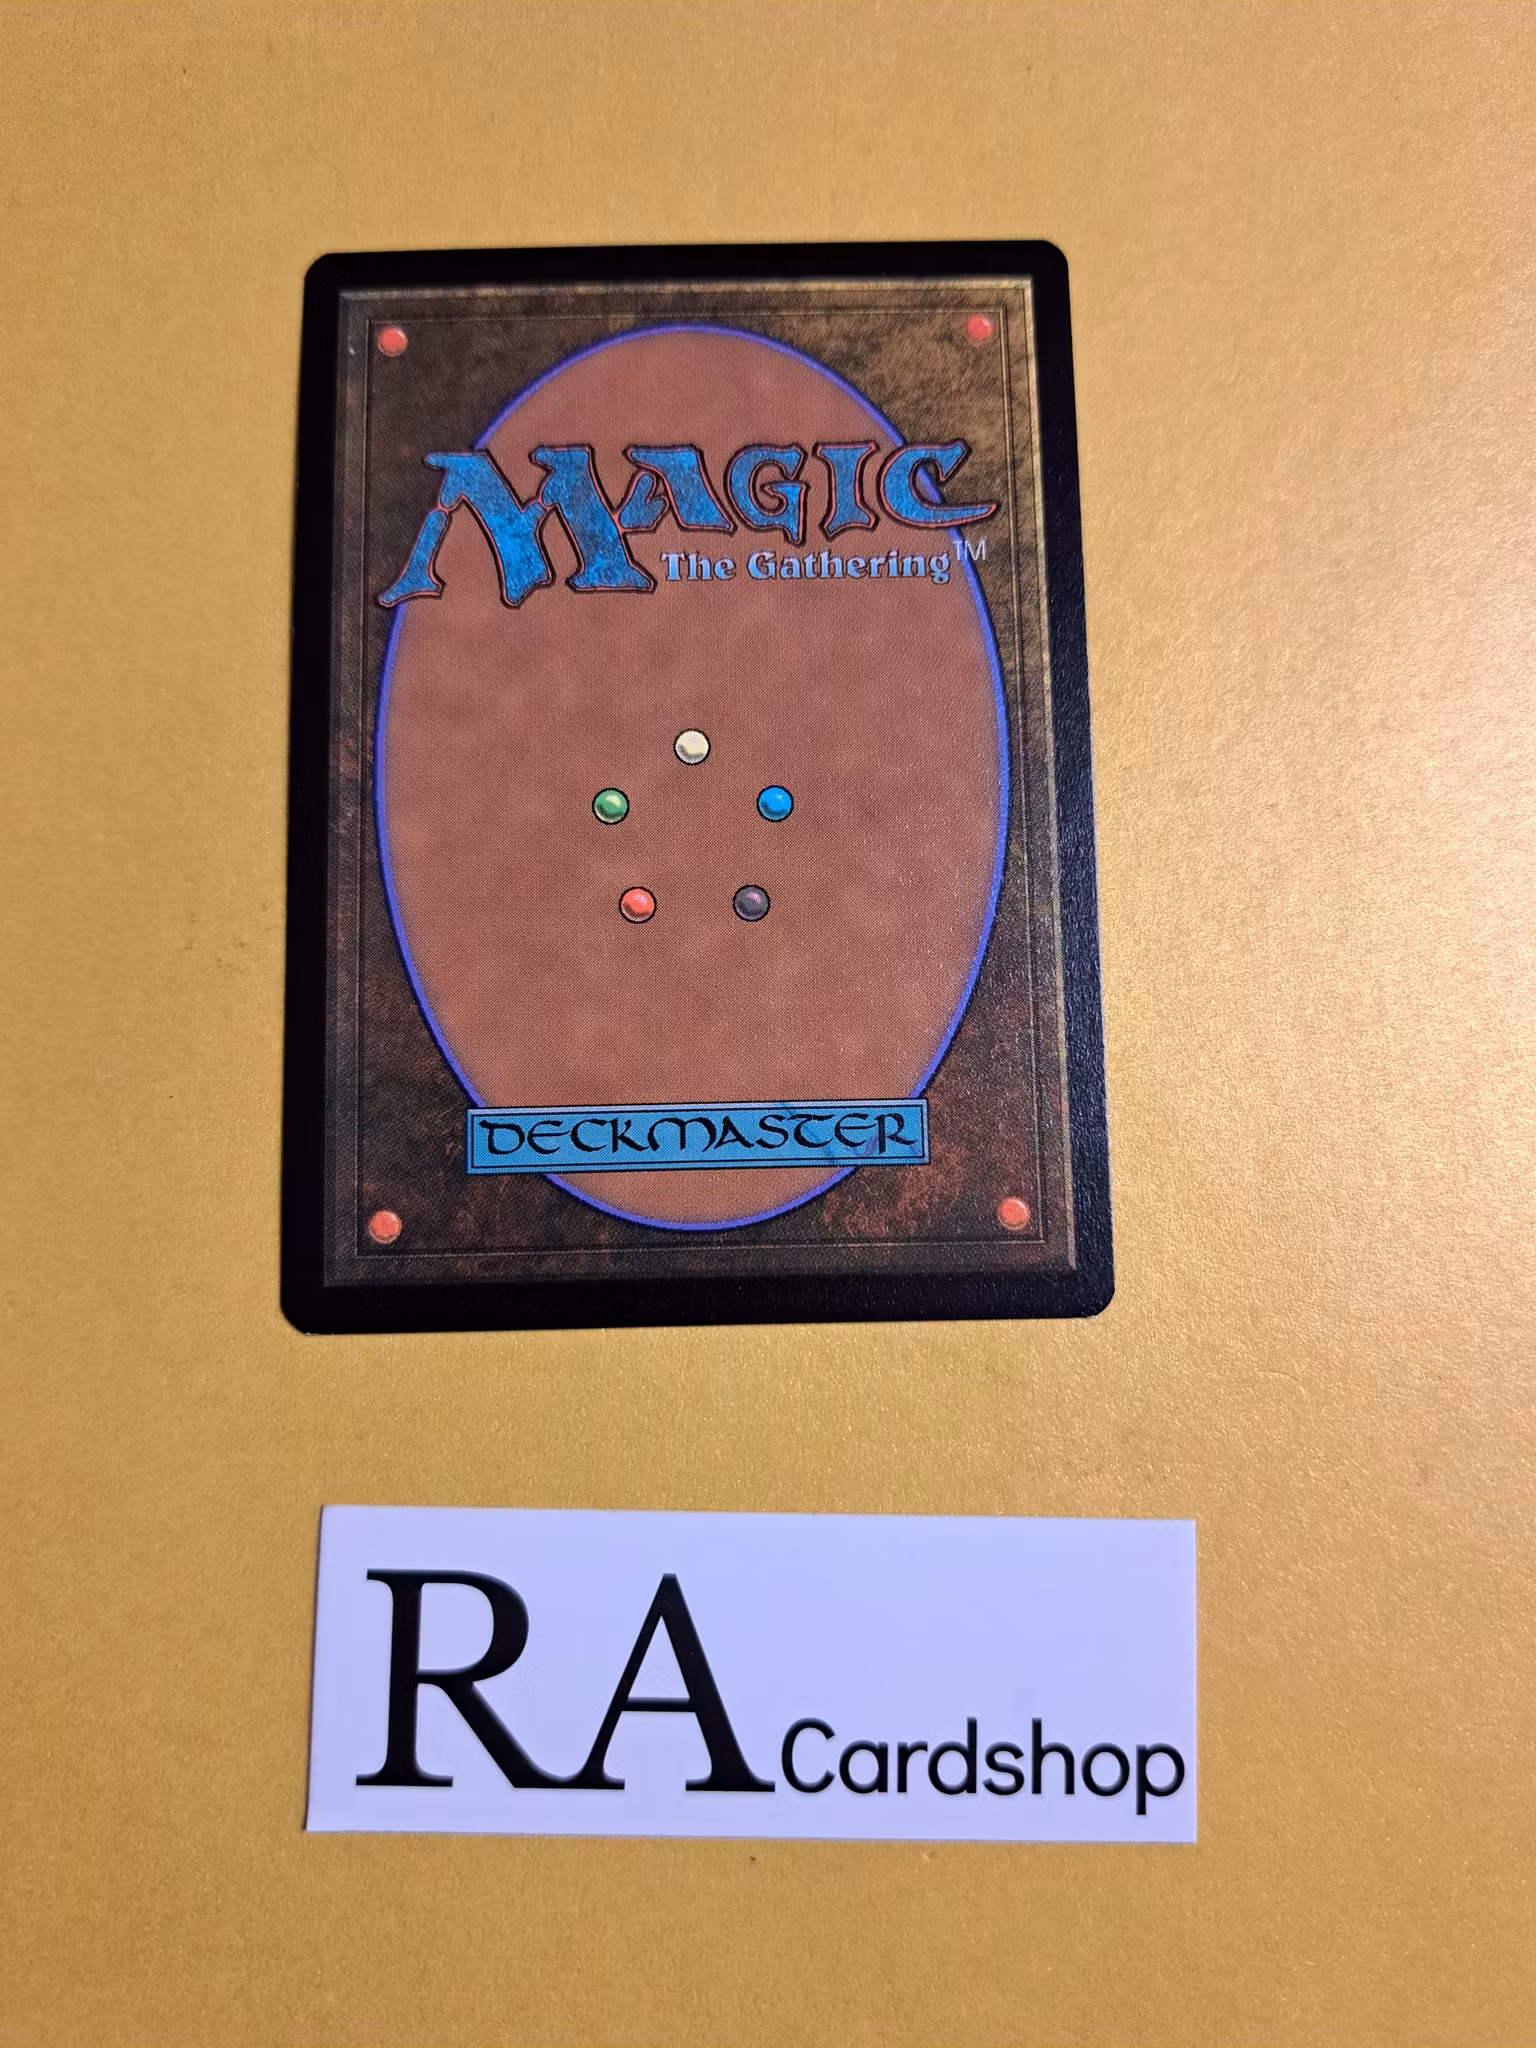 MAGIC
The Gathering™
DECKMASTER
RA Cardshop